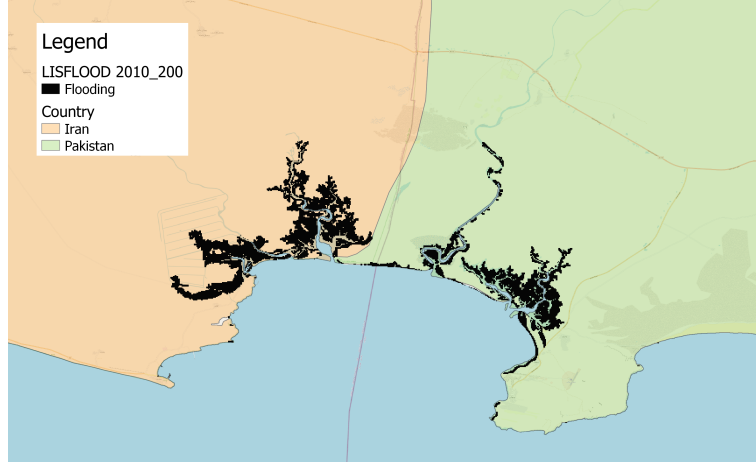 Legend
LISFLOOD 2010_200
Flooding
Country
Iran
Pakistan